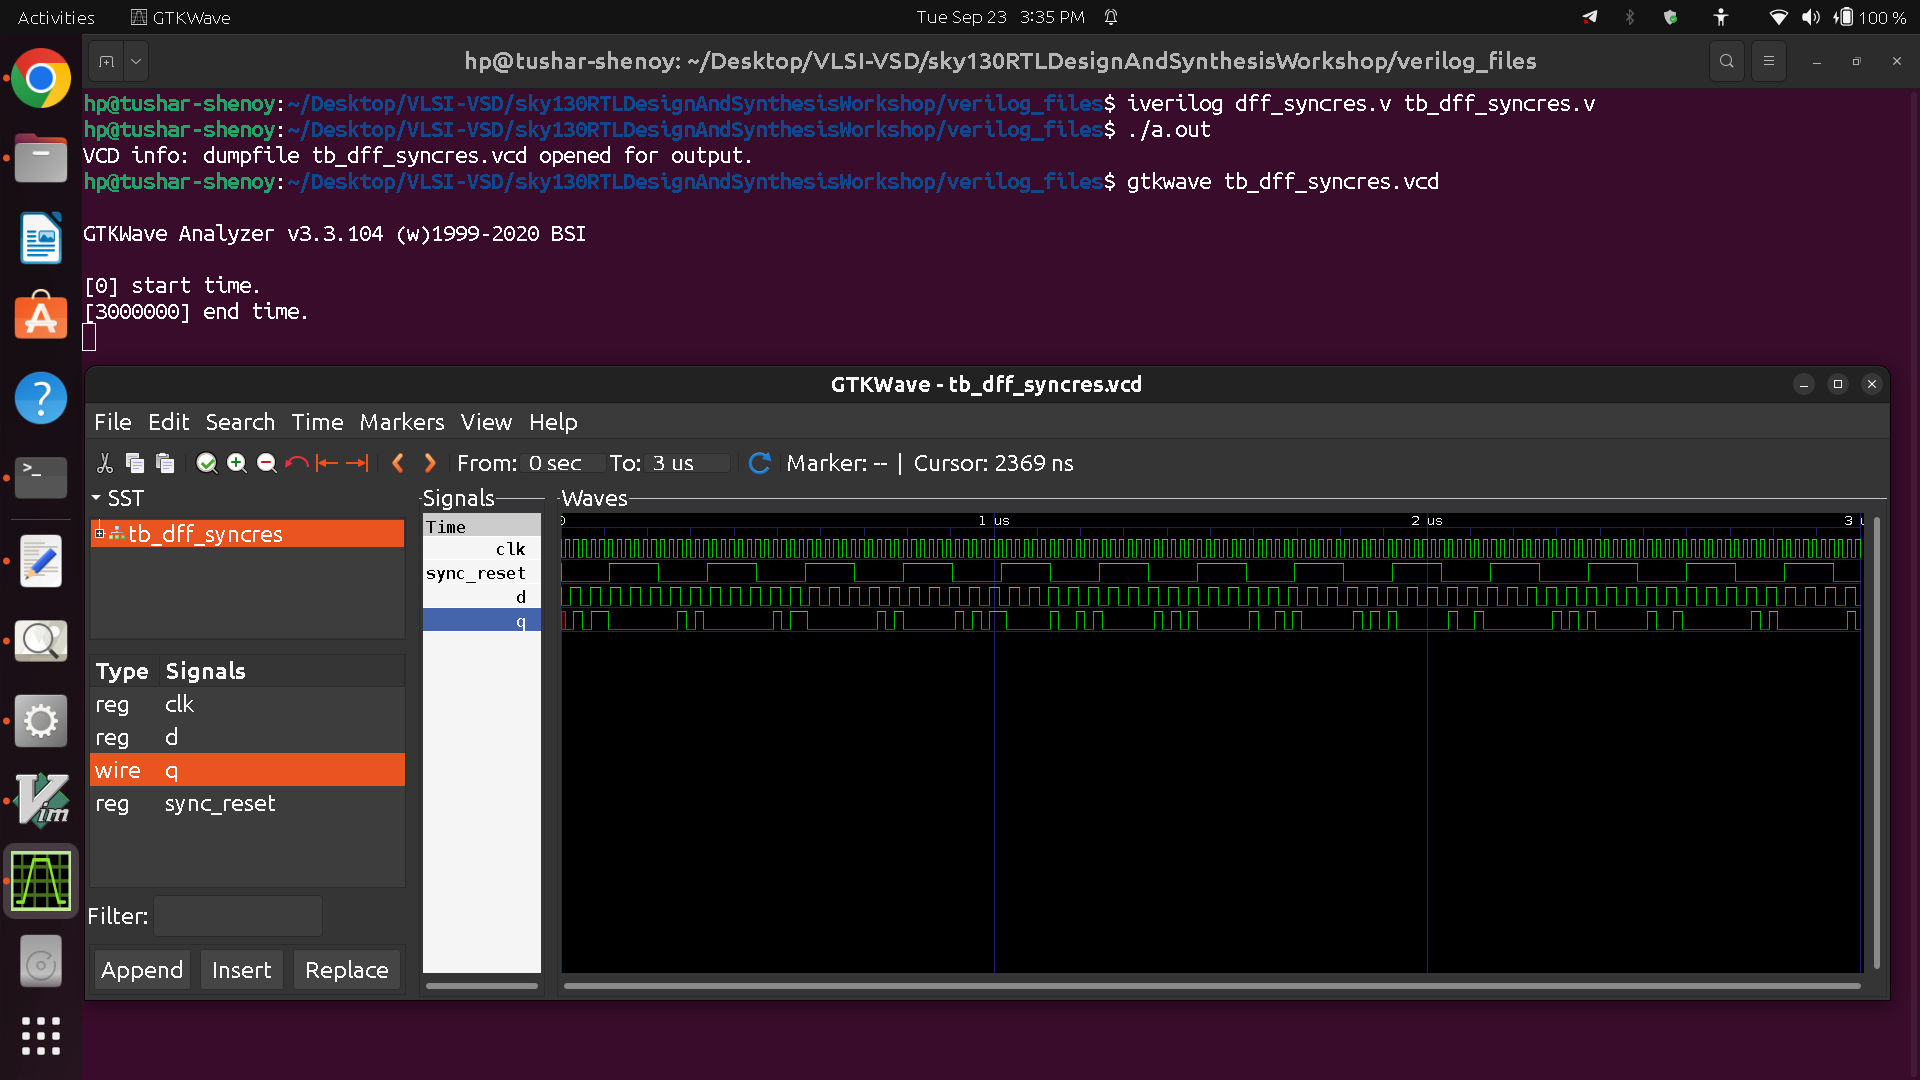 Activities GTKWave Tue Sep 23 3:35 PM 100 %
hp@tushar-shenoy: ~/Desktop/VLSI-VSD/sky130RTLDesignAndSynthesisWorkshop/verilog_files
hp@tushar-shenoy:~/Desktop/VLSI-VSD/sky130RTLDesignAndSynthesisWorkshop/verilog_files$ iverilog dff_syncres.v tb_dff_syncres.v
hp@tushar-shenoy:~/Desktop/VLSI-VSD/sky130RTLDesignAndSynthesisWorkshop/verilog_files$ ./a.out
VCD info: dumpfile tb_dff_syncres.vcd opened for output.
hp@tushar-shenoy:~/Desktop/VLSI-VSD/sky130RTLDesignAndSynthesisWorkshop/verilog_files$ gtkwave tb_dff_syncres.vcd
GTKWave Analyzer v3.3.104 (w)1999-2020 BSI
[0] start time.
[3000000] end time.
GTKWave - tb_dff_syncres.vcd
File Edit Search Time Markers View Help
From: 0 sec To: 3 us Marker: -- | Cursor: 2369 ns
SST
tb_dff_syncres
Type Signals
reg clk
reg d
wire q
reg sync_reset
Filter:
Append Insert Replace
Signals
Time
clk
sync_reset
d
q
Waves
0 1 us 2 us 3 u
>_
?
Vim